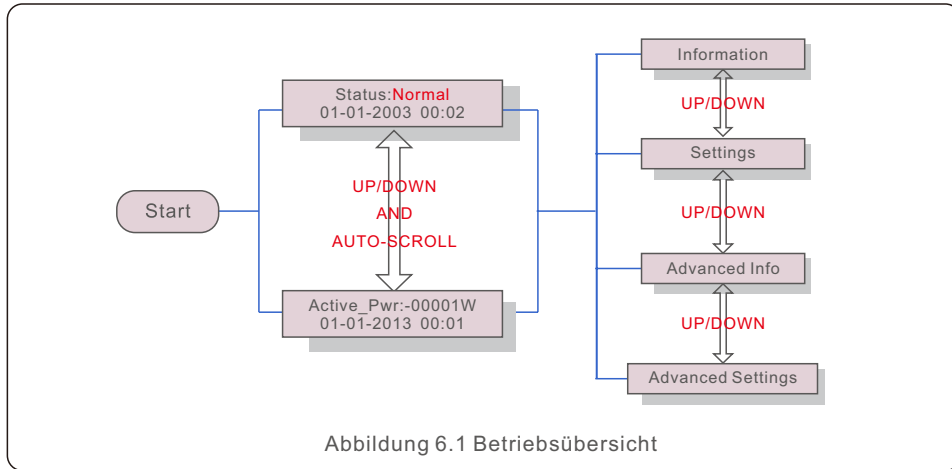 Start
Status:Normal
01-01-2003 00:02
UP/DOWN
AND
AUTO-SCROLL
Active_Pwr:-00001W
01-01-2013 00:01
Information
UP/DOWN
Settings
UP/DOWN
Advanced Info
UP/DOWN
Advanced Settings
Abbildung 6.1 Betriebsübersicht